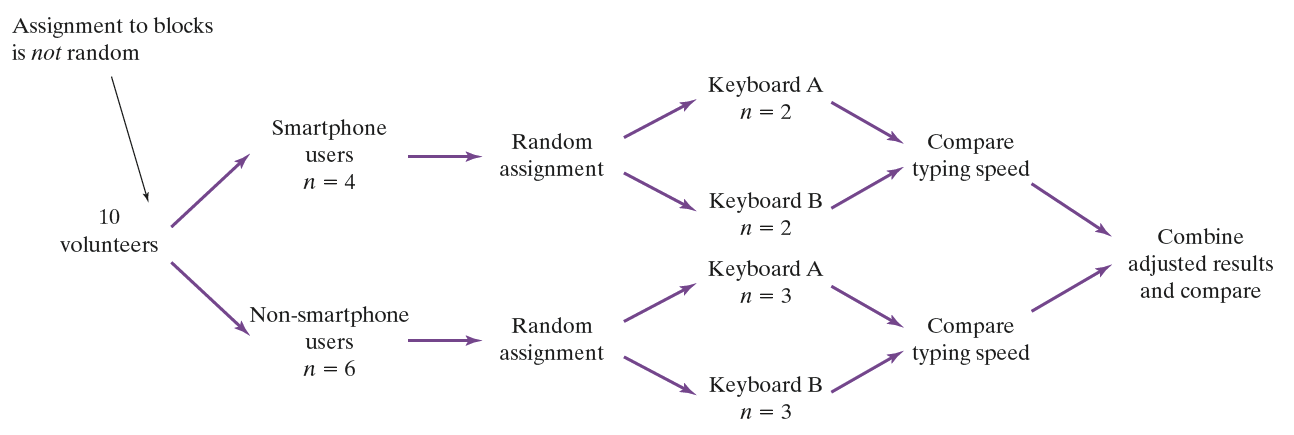 Assignment to blocks
is not random
10
volunteers
Smartphone
users
n = 4
Random
assignment
Keyboard A
n = 2
Keyboard B
n = 2
Compare
typing speed
Non-smartphone
users
n = 6
Random
assignment
Keyboard A
n = 3
Keyboard B
n = 3
Compare
typing speed
Combine
adjusted results
and compare